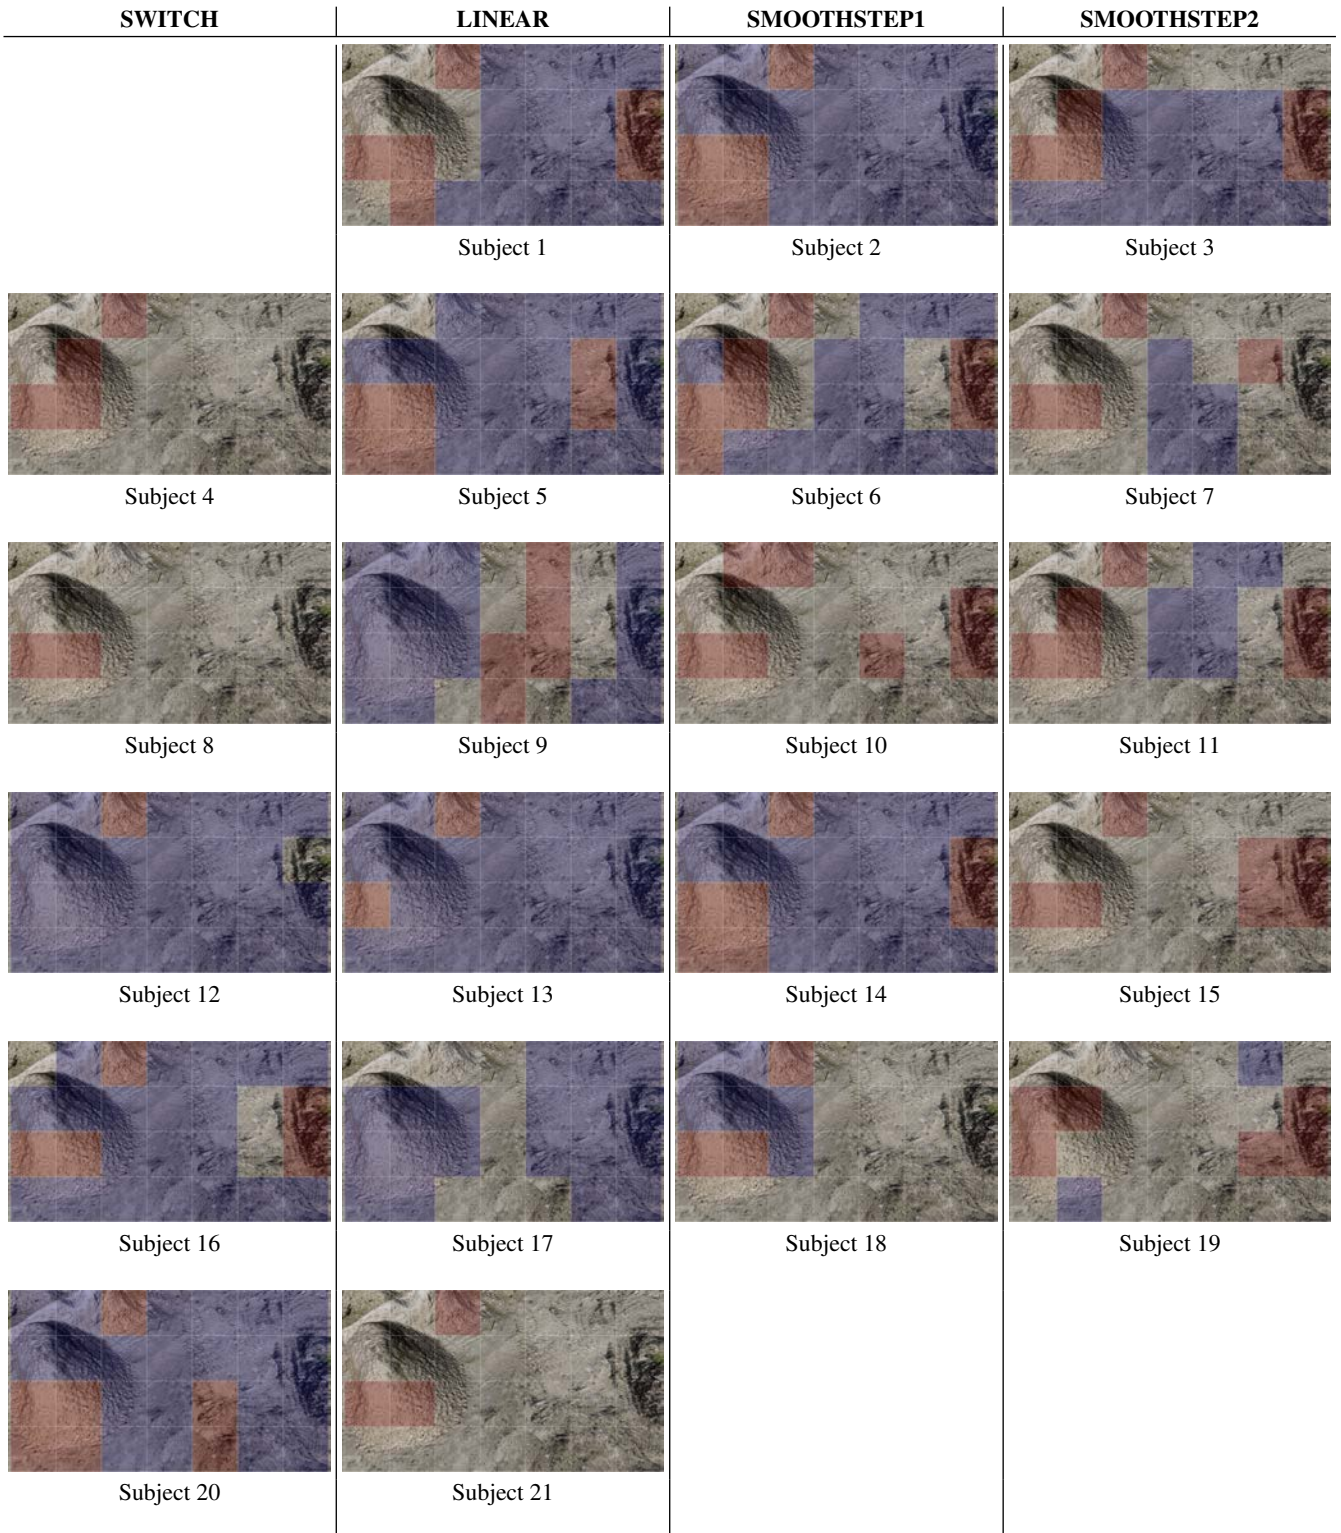 SWITCH LINEAR SMOOTHSTEP1 SMOOTHSTEP2
Subject 1 Subject 2 Subject 3
Subject 4 Subject 5 Subject 6 Subject 7
Subject 8 Subject 9 Subject 10 Subject 11
Subject 12 Subject 13 Subject 14 Subject 15
Subject 16 Subject 17 Subject 18 Subject 19
Subject 20 Subject 21